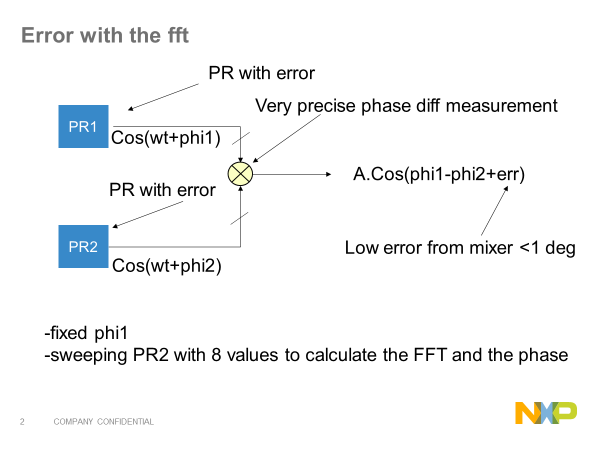 Error with the fft
PR with error
Very precise phase diff measurement
PR1
Cos(wt+phi1)
A.Cos(phi1-phi2+err)
PR with error
PR2
Low error from mixer <1 deg
Cos(wt+phi2)
-fixed phi1
-sweeping PR2 with 8 values to calculate the FFT and the phase
2 COMPANY CONFIDENTIAL
NXP